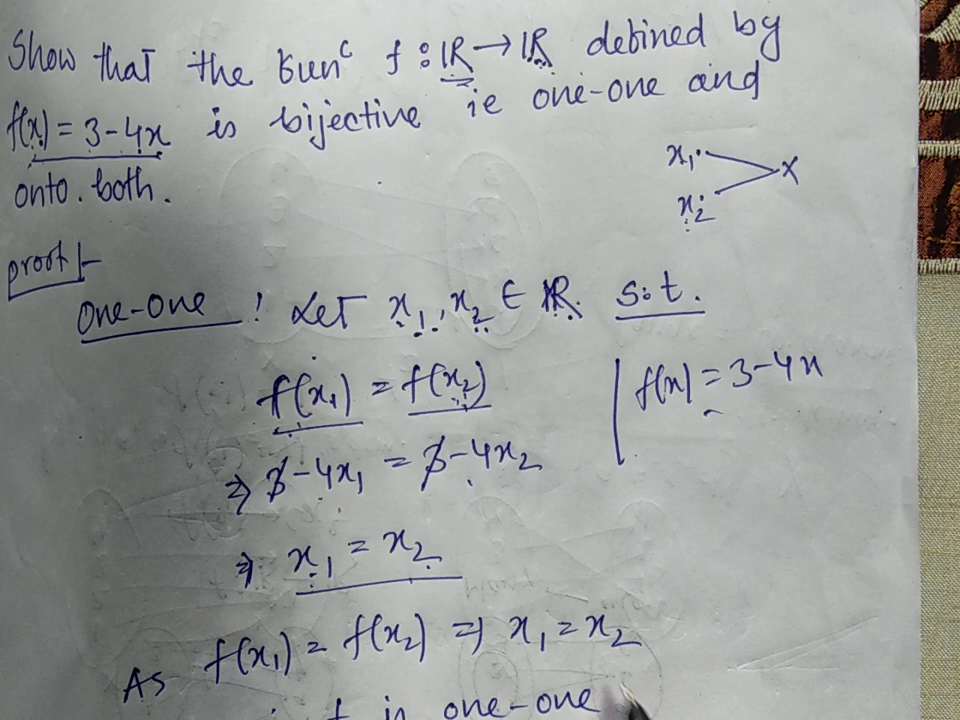 Show that the funᶜ f : ℝ → ℝ defined by
f(x) = 3 - 4x is bijective ie one-one and
onto. both.
x₁
x
x₂
proof :-
one-one : Let x₁, x₂ ∈ ℝ. s.t.
f(x₁) = f(x₂)
f(x) = 3 - 4x
⇒ 3 - 4x₁ = 3 - 4x₂
⇒ x₁ = x₂
As f(x₁) = f(x₂) ⇒ x₁ = x₂
f is one-one